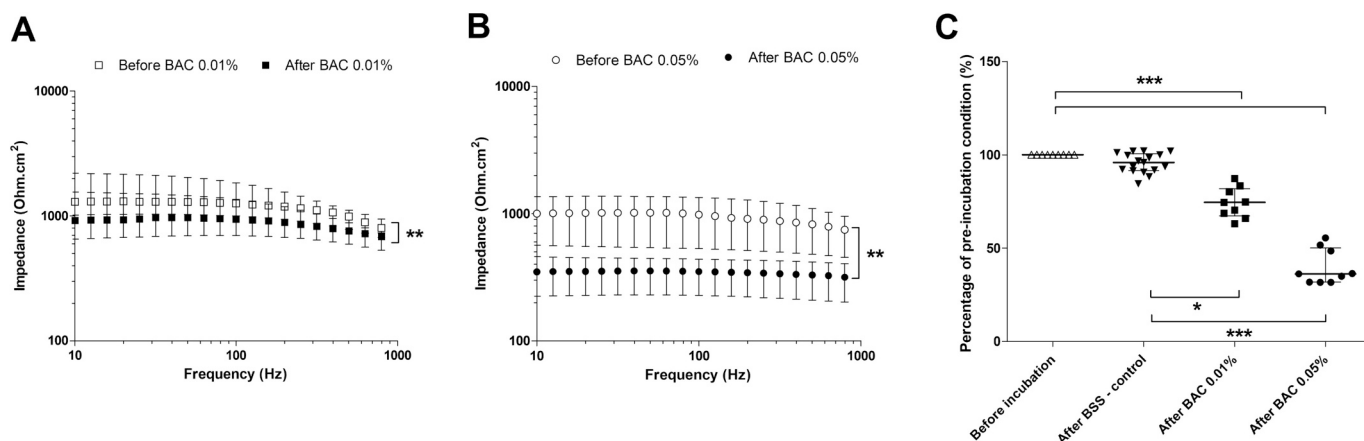 A
□ Before BAC 0.01% ■ After BAC 0.01%
10000
1000
100
Impedance (Ohm.cm²)
10 100 1000
Frequency (Hz)
**
B
○ Before BAC 0.05% ● After BAC 0.05%
10000
1000
100
Impedance (Ohm.cm²)
10 100 1000
Frequency (Hz)
**
C
150
100
50
0
Percentage of pre-incubation condition (%)
***
*
***
Before incubation
After BSS - control
After BAC 0.01%
After BAC 0.05%